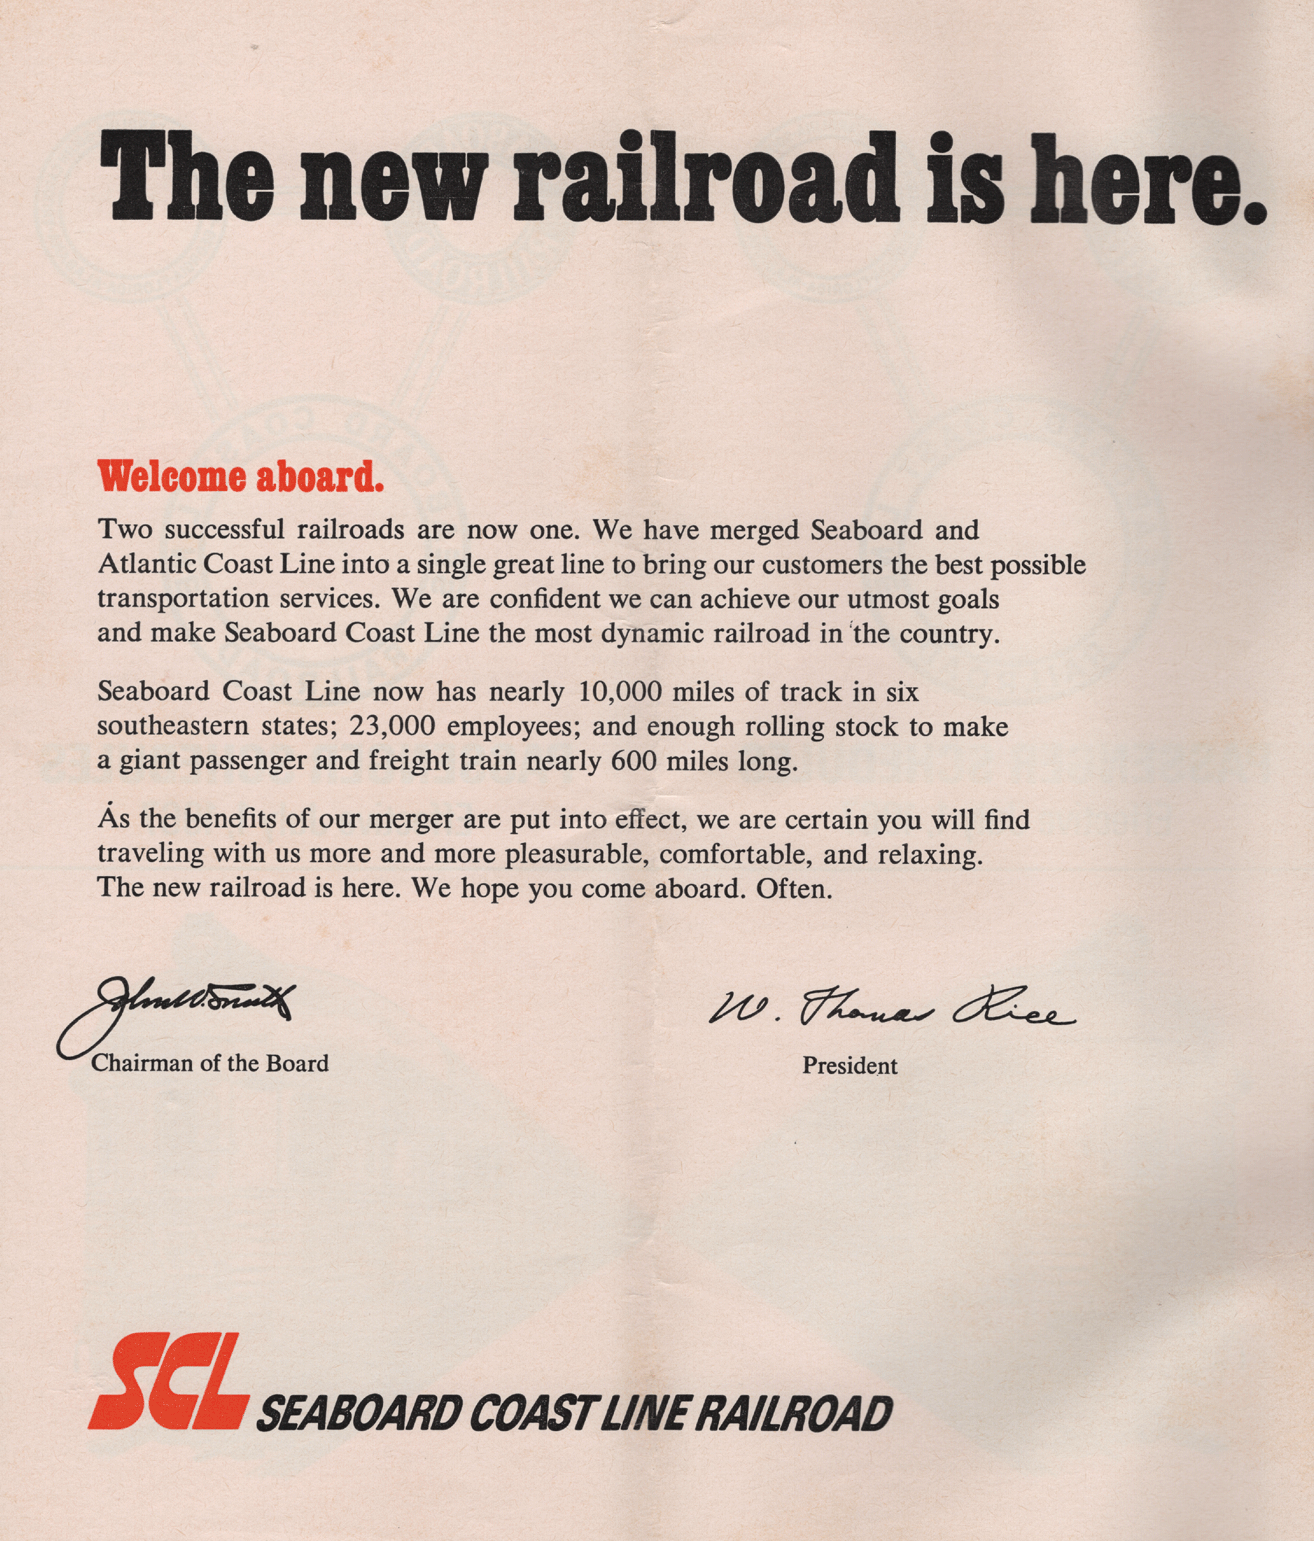 The new railroad is here.
Welcome aboard.
Two successful railroads are now one. We have merged Seaboard and
Atlantic Coast Line into a single great line to bring our customers the best possible
transportation services. We are confident we can achieve our utmost goals
and make Seaboard Coast Line the most dynamic railroad in the country.
Seaboard Coast Line now has nearly 10,000 miles of track in six
southeastern states; 23,000 employees; and enough rolling stock to make
a giant passenger and freight train nearly 600 miles long.
As the benefits of our merger are put into effect, we are certain you will find
traveling with us more and more pleasurable, comfortable, and relaxing.
The new railroad is here. We hope you come aboard. Often.
John W. Smith
W. Thomas Rice
Chairman of the Board
President
SCL SEABOARD COAST LINE RAILROAD